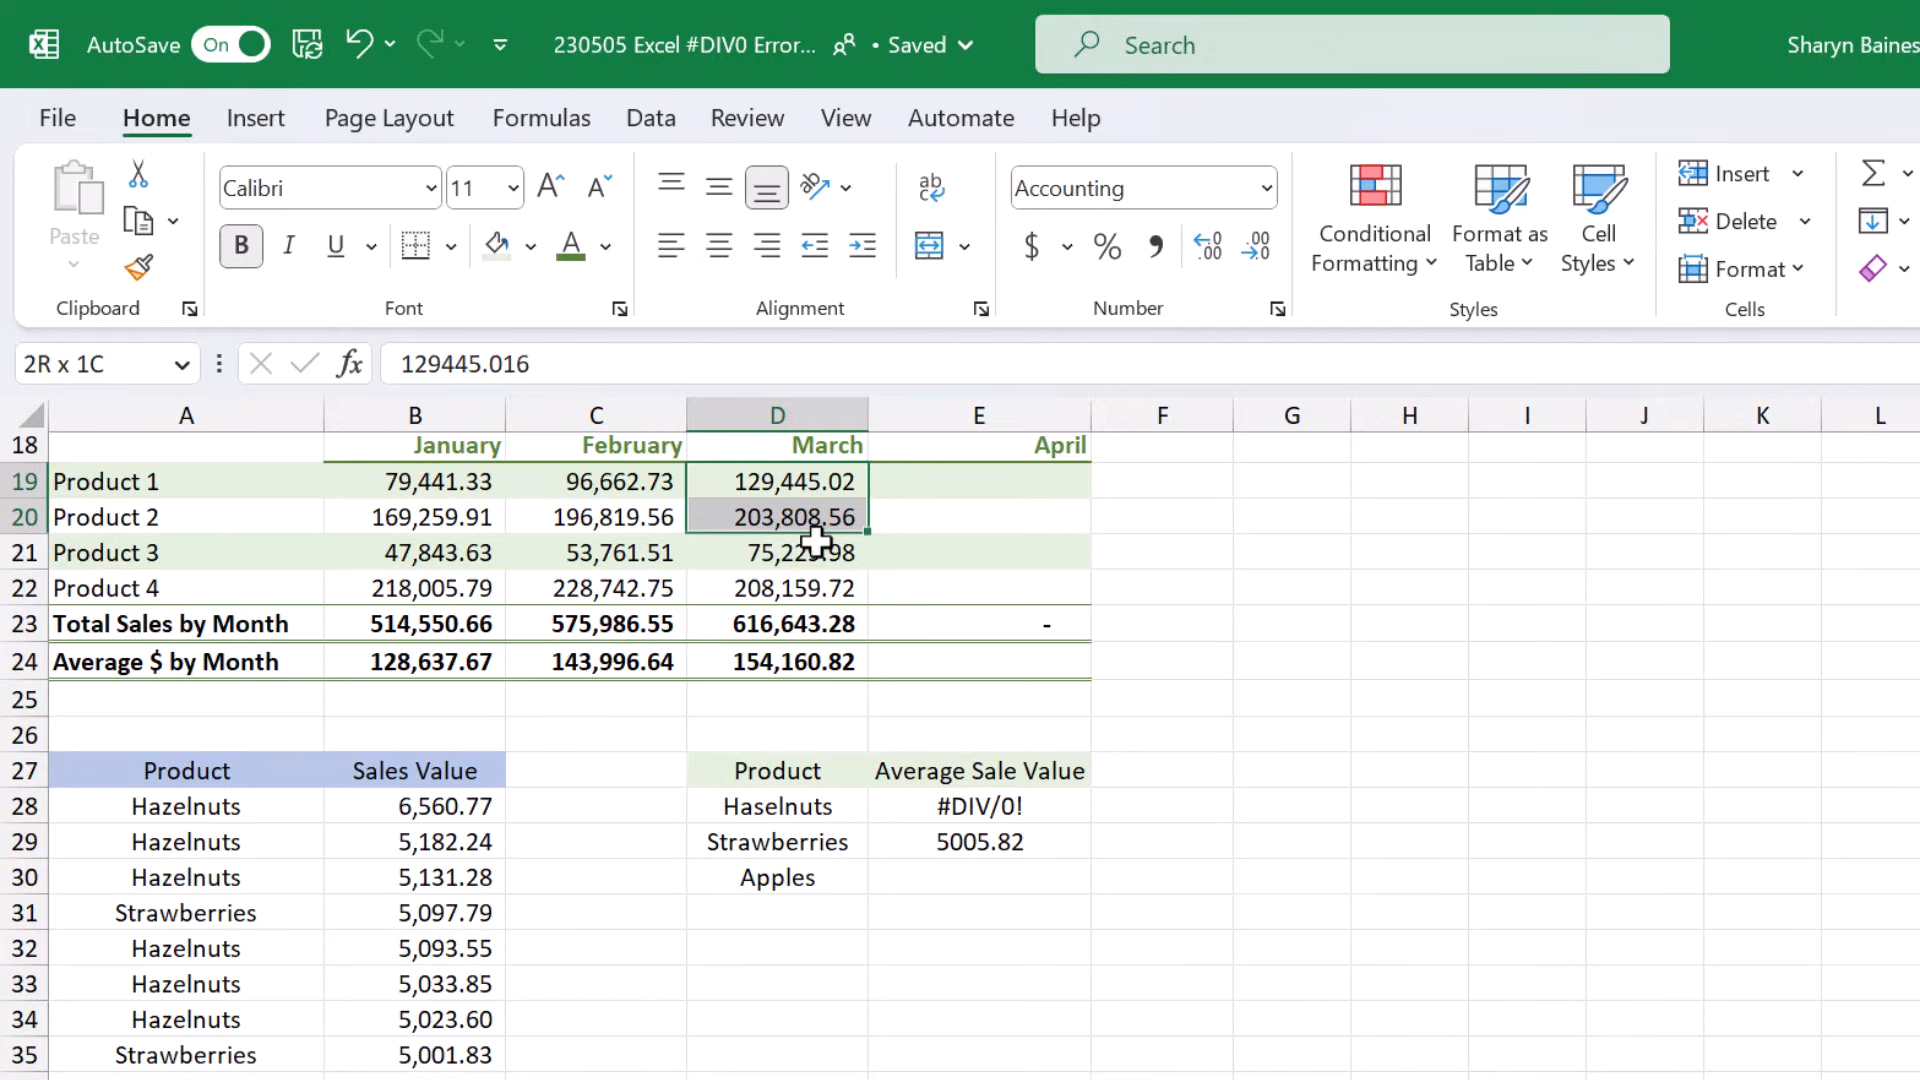 AutoSave On 230505 Excel #DIV0 Error... • Saved Search Sharyn Baines
File Home Insert Page Layout Formulas Data Review View Automate Help
Paste
Clipboard
Calibri 11
B I U A
Font
ab
Alignment
Accounting
$ % 9 .00 .00
Number
Conditional Formatting
Format as Table
Cell Styles
Styles
Insert
Delete
Format
Cells
2R x 1C fx 129445.016
A B C D E F G H I J K L
18 January February March April
19 Product 1 79,441.33 96,662.73 129,445.02
20 Product 2 169,259.91 196,819.56 203,808.56
21 Product 3 47,843.63 53,761.51
22 Product 4 218,005.79 228,742.75 208,159.72
23 Total Sales by Month 514,550.66 575,986.55 616,643.28 -
24 Average $ by Month 128,637.67 143,996.64 154,160.82
25
26
27 Product Sales Value Product Average Sale Value
28 Hazelnuts 6,560.77 Haselnuts #DIV/0!
29 Hazelnuts 5,182.24 Strawberries 5005.82
30 Hazelnuts 5,131.28 Apples
31 Strawberries 5,097.79
32 Hazelnuts 5,093.55
33 Hazelnuts 5,033.85
34 Hazelnuts 5,023.60
35 Strawberries 5,001.83